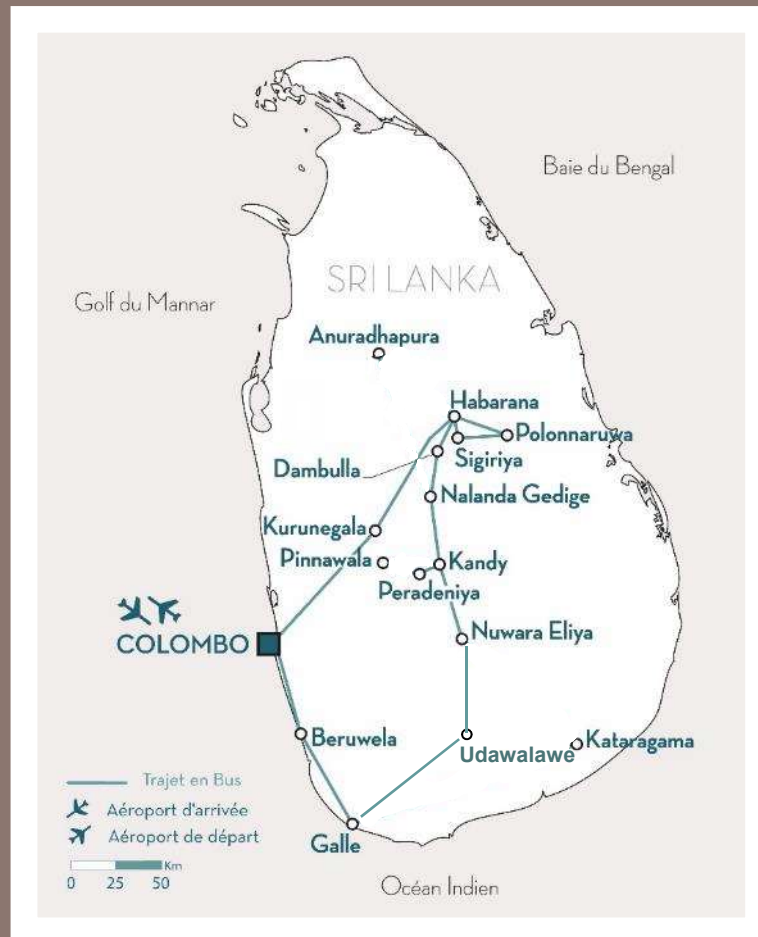 Baie du Bengal
SRI LANKA
Golf du Mannar
Anuradhapura
Habarana
Polonnaruwa
Sigiriya
Dambulla
Nalanda Gedige
Kurunegala
Pinnawala
Kandy
Peradeniya
COLOMBO
Nuwara Eliya
Beruwela
Udawalawe
Kataragama
Trajet en Bus
Aéroport d'arrivée
Aéroport de départ
Galle
Km
0 25 50
Océan Indien